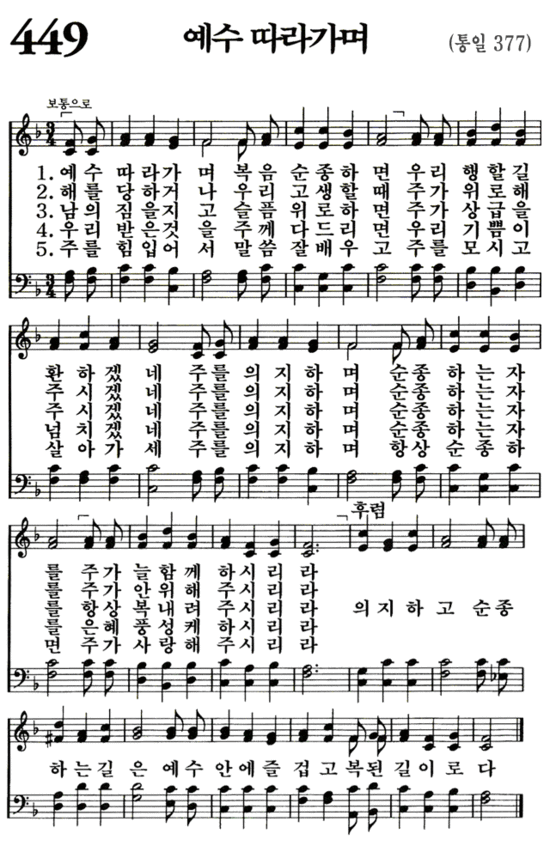 449 예수 따라가며 (통일 377)
보통으로
1. 예수 따라가며 복음 순종하면 우리 행할길
2. 해를 당하거나 우리 고생할때 주가 위로해
3. 남의 짐을지고 슬픔 위로하면 주가 상급을
4. 우리 받은것을 주께 다드리면 우리 기쁨이
5. 주를 힘입어서 말씀 잘배우고 주를 모시고
환하겠네 주를 의지하며 순종하는자
주시겠네 주를 의지하며 순종하는자
주시겠네 주를 의지하며 순종하는자
넘치겠네 주를 의지하며 순종하는자
살아가세 주를 의지하며 항상 순종하
후렴
를 주가 늘함께 하시리라
를 주가 안위해 주시리라
를 항상 복내려 주시리라 의지하고 순종
를 은혜 풍성케 하시리라
면 주가 사랑해 주시리라
하는길은 예수 안에 즐겁고 복된 길이로다